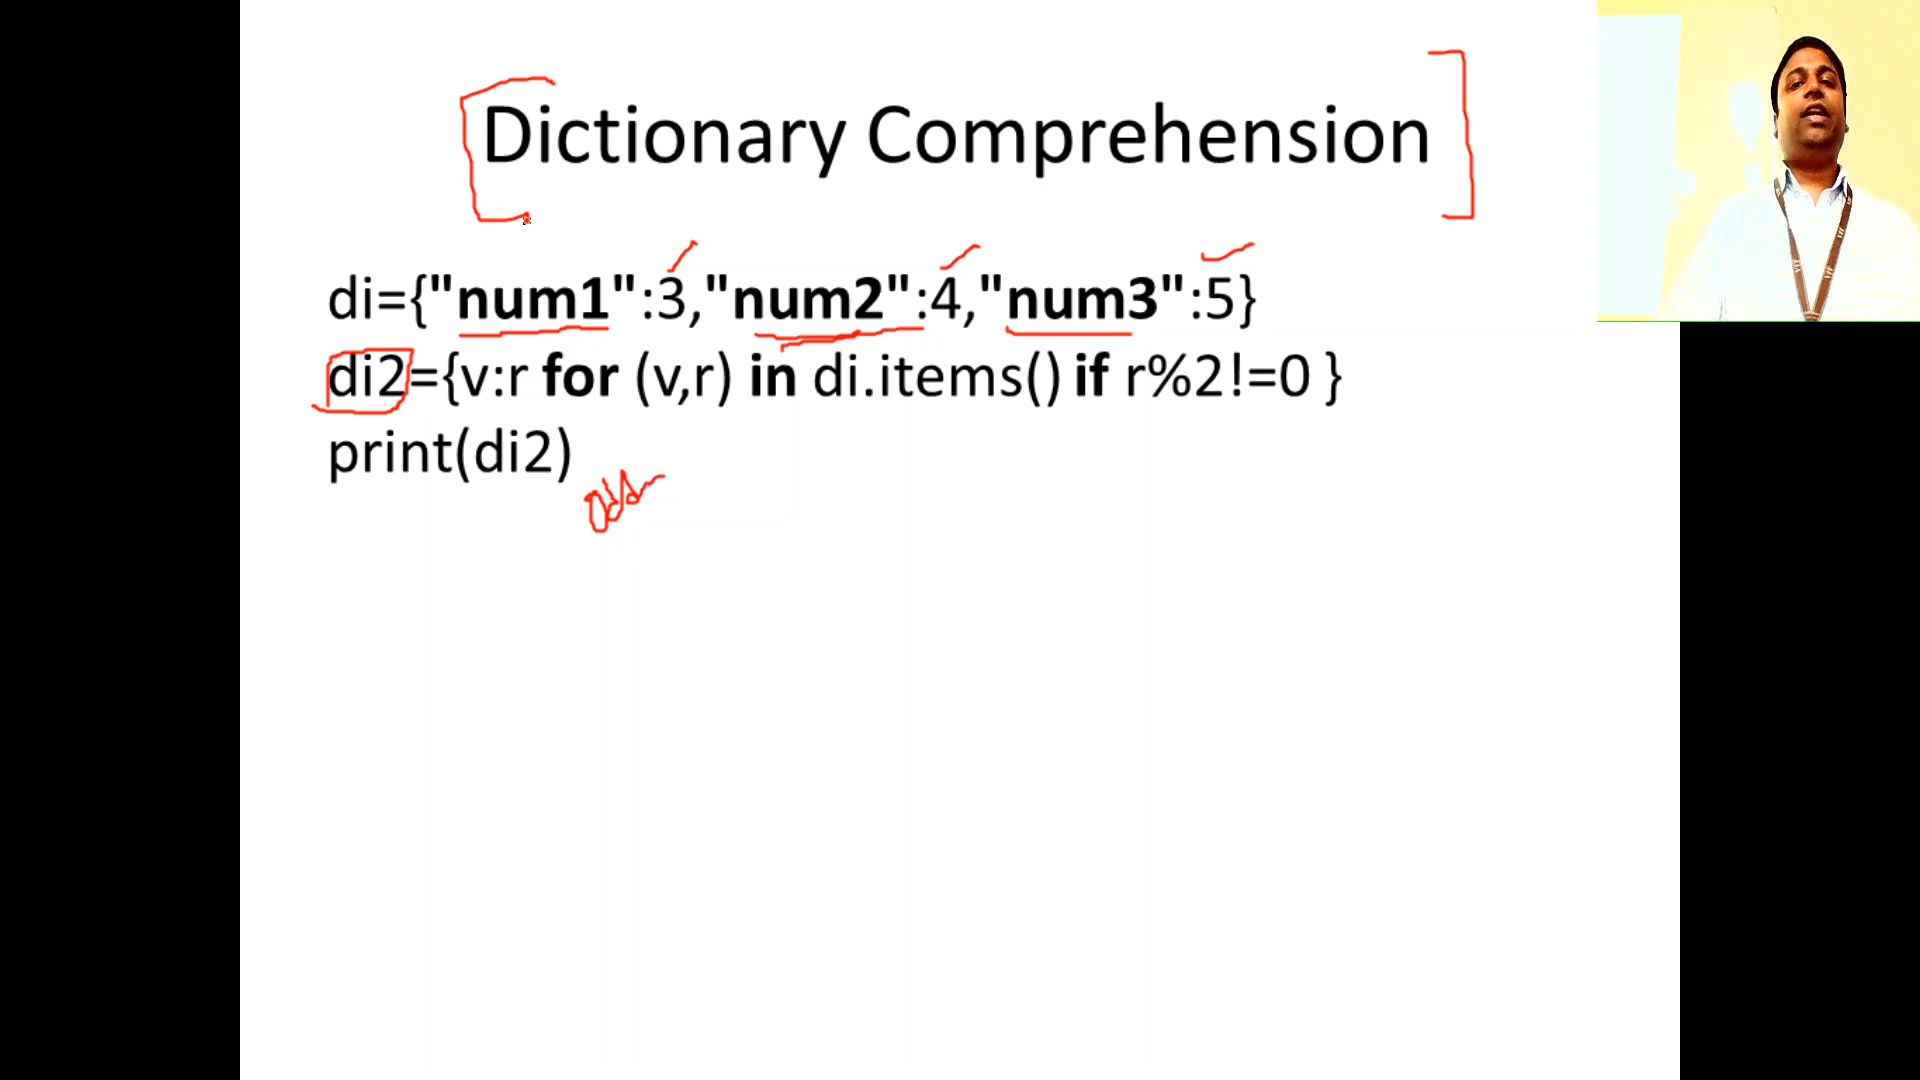 Dictionary Comprehension
di={"num1":3,"num2":4,"num3":5}
di2={v:r for (v,r) in di.items() if r%2!=0 }
print(di2)